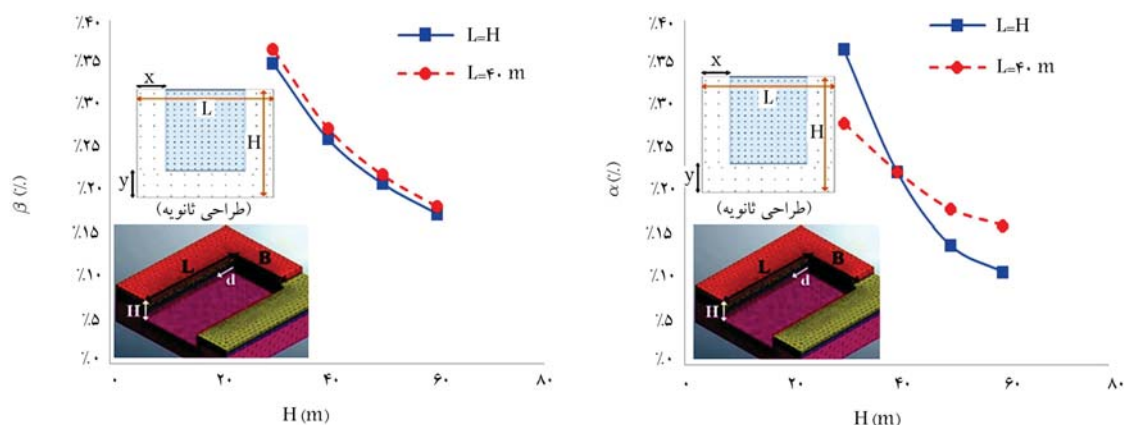 ٪۴۰
٪۳۵
٪۳۰
٪۲۵
٪۲۰
٪۱۵
٪۱۰
٪۵
٪۰
β (٪)
L=H
L=۴۰ m
x
L
H
y
(طراحی ثانویه)
L
B
d
H
۰
۲۰
۴۰
۶۰
۸۰
H (m)
٪۴۰
٪۳۵
٪۳۰
٪۲۵
٪۲۰
٪۱۵
٪۱۰
٪۵
٪۰
α (٪)
L=H
L=۴۰ m
x
L
H
y
(طراحی ثانویه)
L
B
d
H
۰
۲۰
۴۰
۶۰
۸۰
H (m)